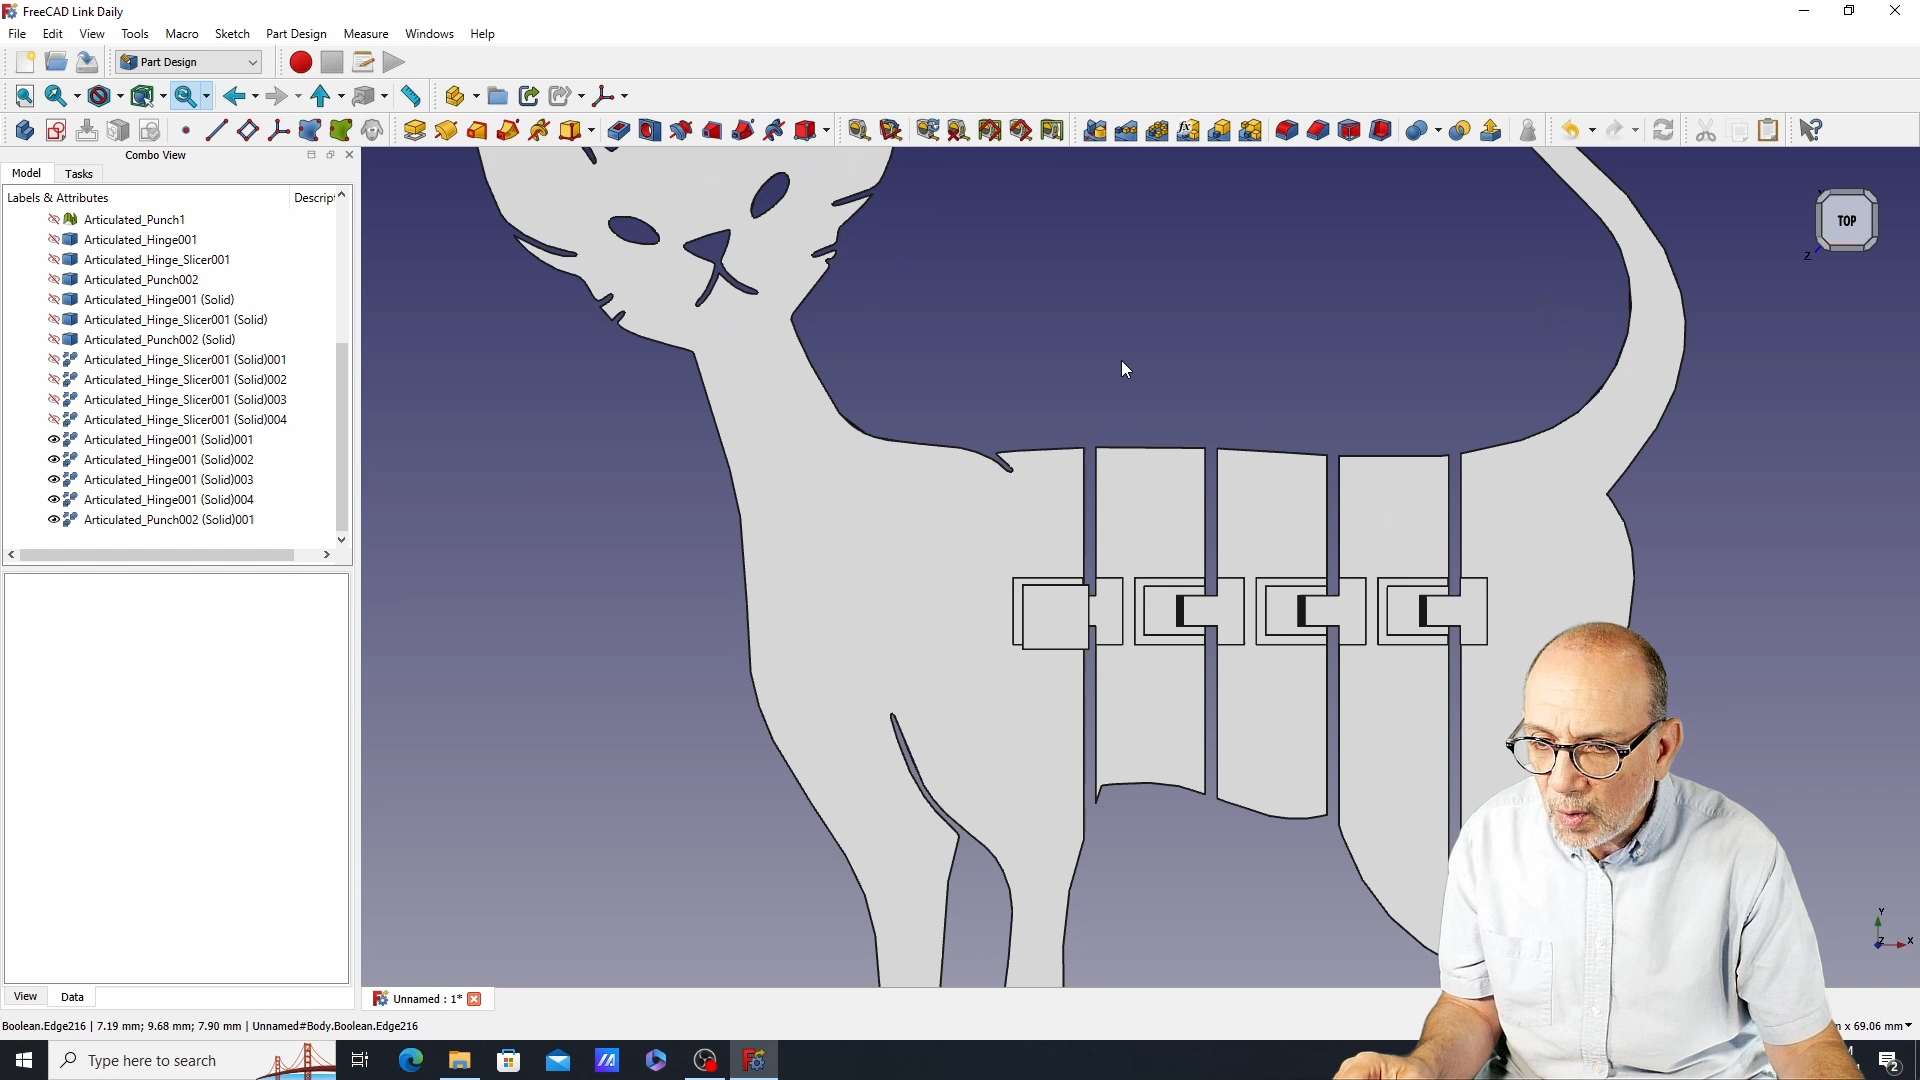 FreeCAD Link Daily
File Edit View Tools Macro Sketch Part Design Measure Windows Help
Part Design
Combo View
Model Tasks
Labels & Attributes Descrip
Articulated_Punch1
Articulated_Hinge001
Articulated_Hinge_Slicer001
Articulated_Punch002
Articulated_Hinge001 (Solid)
Articulated_Hinge_Slicer001 (Solid)
Articulated_Punch002 (Solid)
Articulated_Hinge_Slicer001 (Solid)001
Articulated_Hinge_Slicer001 (Solid)002
Articulated_Hinge_Slicer001 (Solid)003
Articulated_Hinge_Slicer001 (Solid)004
Articulated_Hinge001 (Solid)001
Articulated_Hinge001 (Solid)002
Articulated_Hinge001 (Solid)003
Articulated_Hinge001 (Solid)004
Articulated_Punch002 (Solid)001
TOP
Z
Y
Z X
View Data
Unnamed : 1*
Boolean.Edge216 | 7.19 mm; 9.68 mm; 7.90 mm | Unnamed#Body.Boolean.Edge216
x 69.06 mm
Type here to search
2